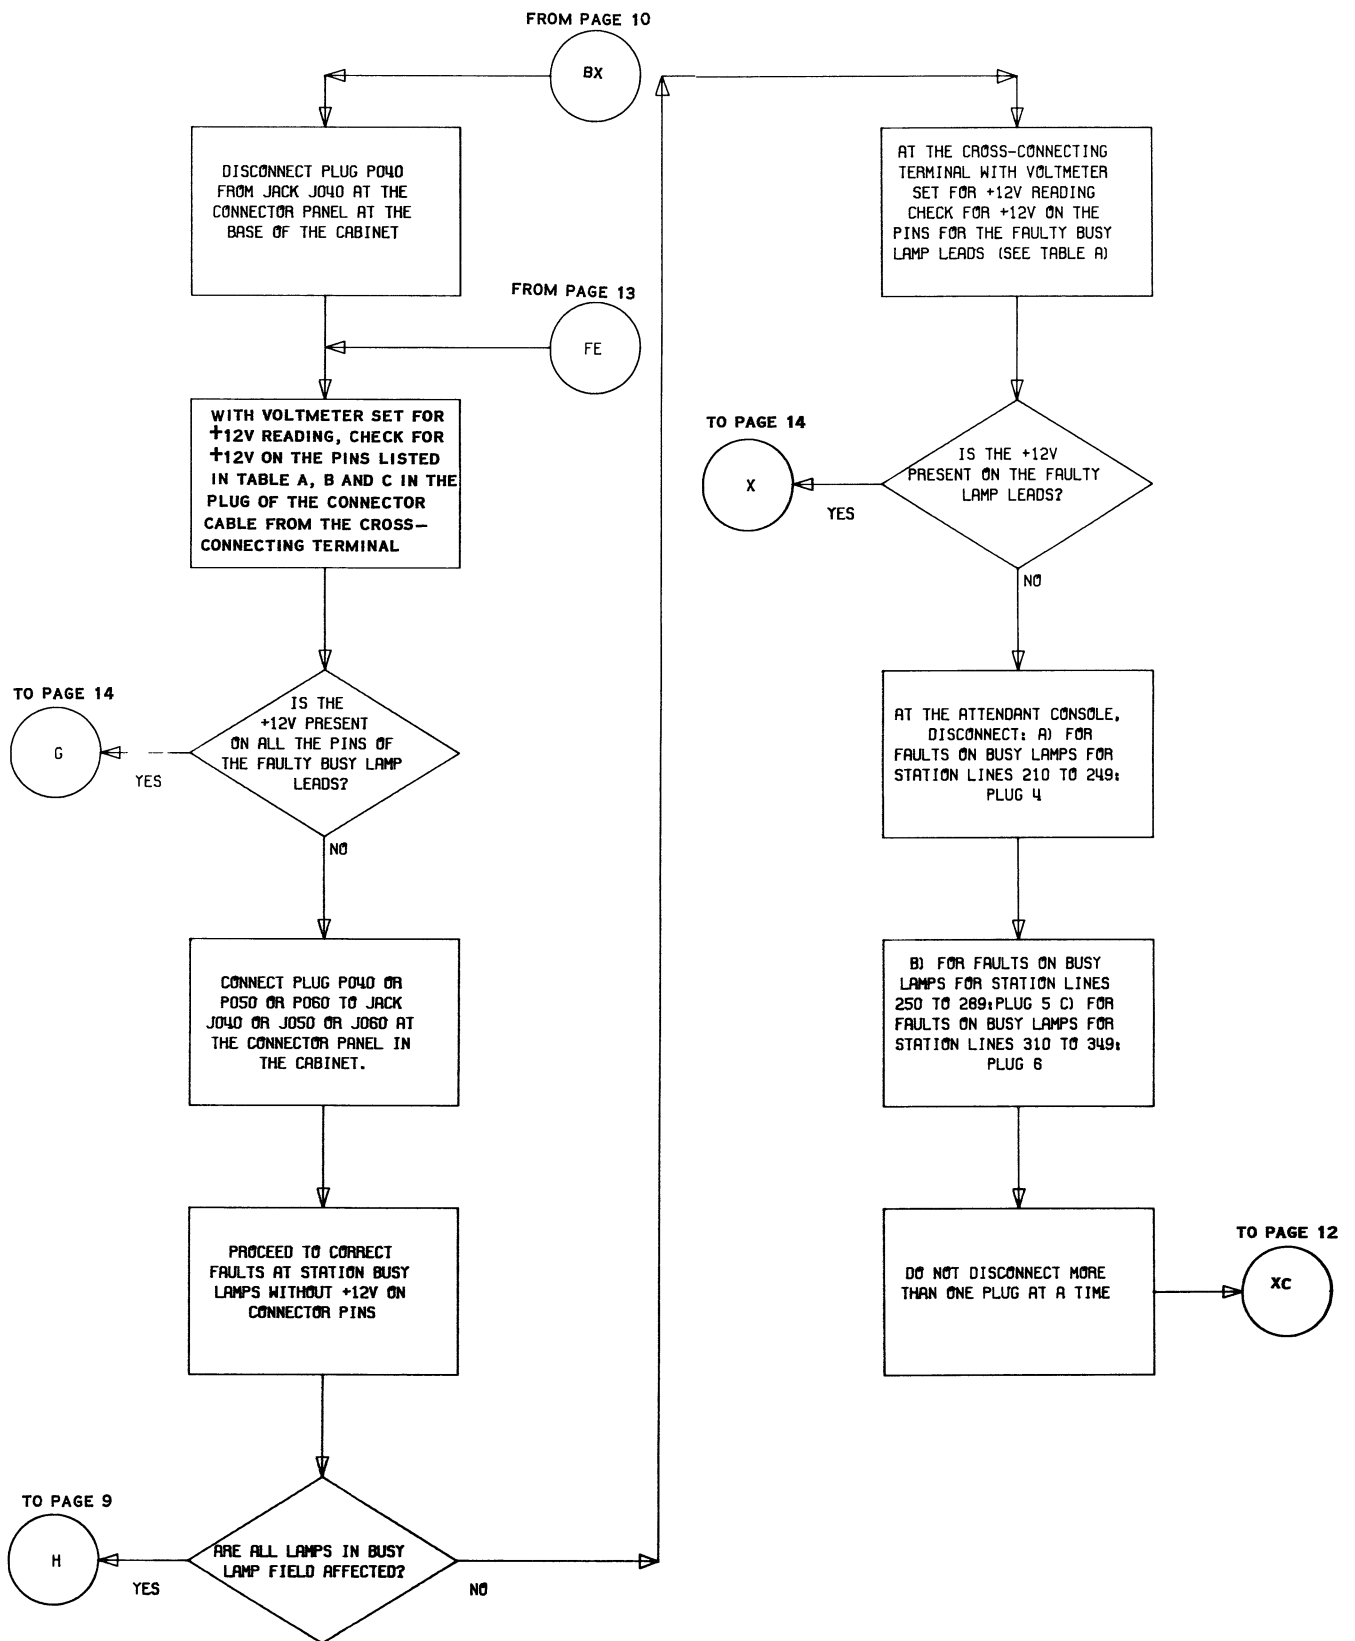 FROM PAGE 10
BX
DISCONNECT PLUG P040
FROM JACK J040 AT THE
CONNECTOR PANEL AT THE
BASE OF THE CABINET
FROM PAGE 13
FE
WITH VOLTMETER SET FOR
+12V READING, CHECK FOR
+12V ON THE PINS LISTED
IN TABLE A, B AND C IN THE
PLUG OF THE CONNECTOR
CABLE FROM THE CROSS-
CONNECTING TERMINAL
IS THE
+12V PRESENT
ON ALL THE PINS OF
THE FAULTY BUSY LAMP
LEADS?
TO PAGE 14
G
YES
NO
CONNECT PLUG P040 OR
P050 OR P060 TO JACK
J040 OR J050 OR J060 AT
THE CONNECTOR PANEL IN
THE CABINET.
PROCEED TO CORRECT
FAULTS AT STATION BUSY
LAMPS WITHOUT +12V ON
CONNECTOR PINS
ARE ALL LAMPS IN BUSY
LAMP FIELD AFFECTED?
TO PAGE 9
H
YES
NO
AT THE CROSS-CONNECTING
TERMINAL WITH VOLTMETER
SET FOR +12V READING
CHECK FOR +12V ON THE
PINS FOR THE FAULTY BUSY
LAMP LEADS (SEE TABLE A)
IS THE +12V
PRESENT ON THE FAULTY
LAMP LEADS?
TO PAGE 14
X
YES
NO
AT THE ATTENDANT CONSOLE,
DISCONNECT: A) FOR
FAULTS ON BUSY LAMPS FOR
STATION LINES 210 TO 249:
PLUG 4
B) FOR FAULTS ON BUSY
LAMPS FOR STATION LINES
250 TO 289:PLUG 5 C) FOR
FAULTS ON BUSY LAMPS FOR
STATION LINES 310 TO 349:
PLUG 6
DO NOT DISCONNECT MORE
THAN ONE PLUG AT A TIME
TO PAGE 12
XC